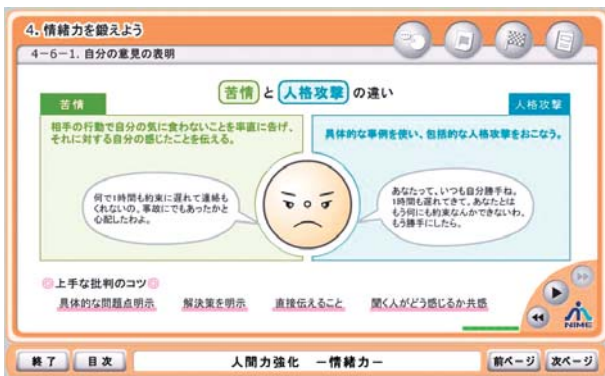 4．情緒力を鍛えよう
4－6－1．自分の意見の表明
苦情 と 人格攻撃 の違い
苦情
相手の行動で自分の気に食わないことを率直に告げ、
それに対する自分の感じたことを伝える。
何で1時間も約束に遅れて連絡も
くれないの。事故にでもあったかと
心配したわよ。
人格攻撃
具体的な事例を使い、包括的な人格攻撃をおこなう。
あなたって、いつも自分勝手ね。
1時間も遅れてきて。あなたとは
もう何にも約束なんかできないわ。
もう勝手にしたら。
上手な批判のコツ
具体的な問題点明示 解決策を明示 直接伝えること 聞く人がどう感じるか共感
NIME
終了 目次 人間力強化 －情緒力－ 前ページ 次ページ